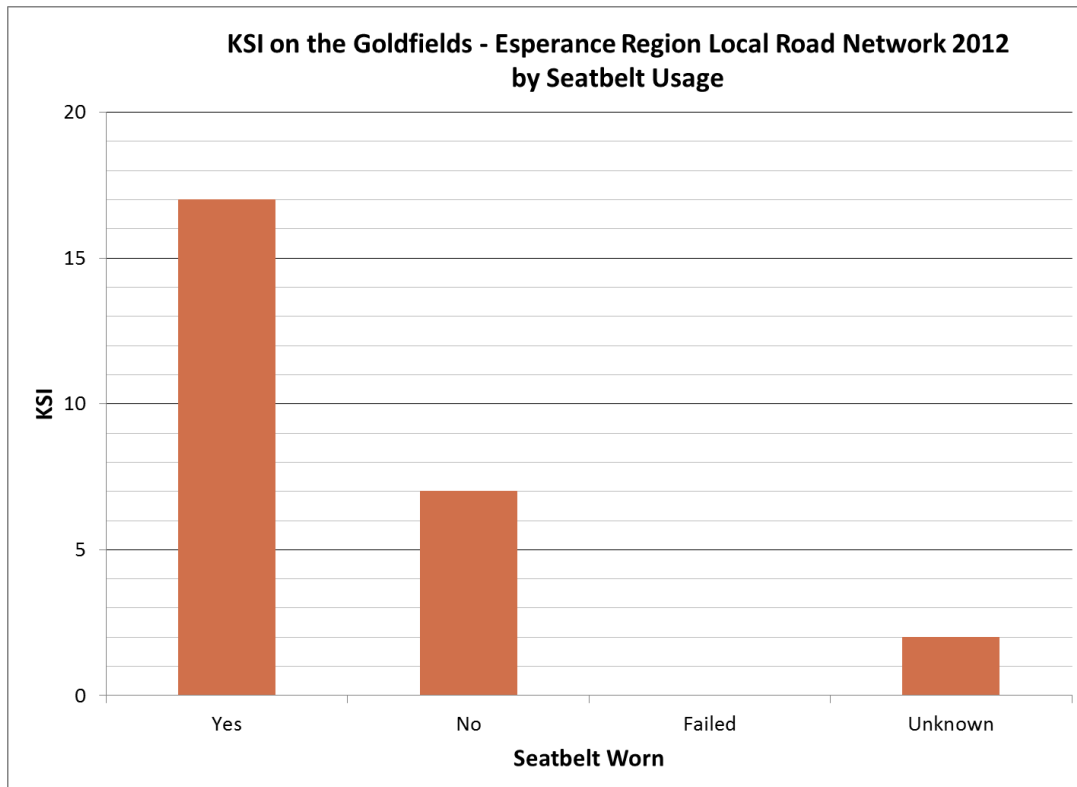 KSI on the Goldfields - Esperance Region Local Road Network 2012
by Seatbelt Usage
20
15
10
5
0
KSI
Yes No Failed Unknown
Seatbelt Worn